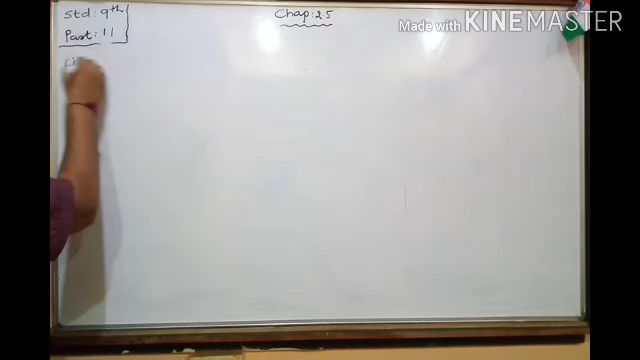 Std: 9th
Chap: 2.5
Part: 11
(i
Made with KINEMASTER